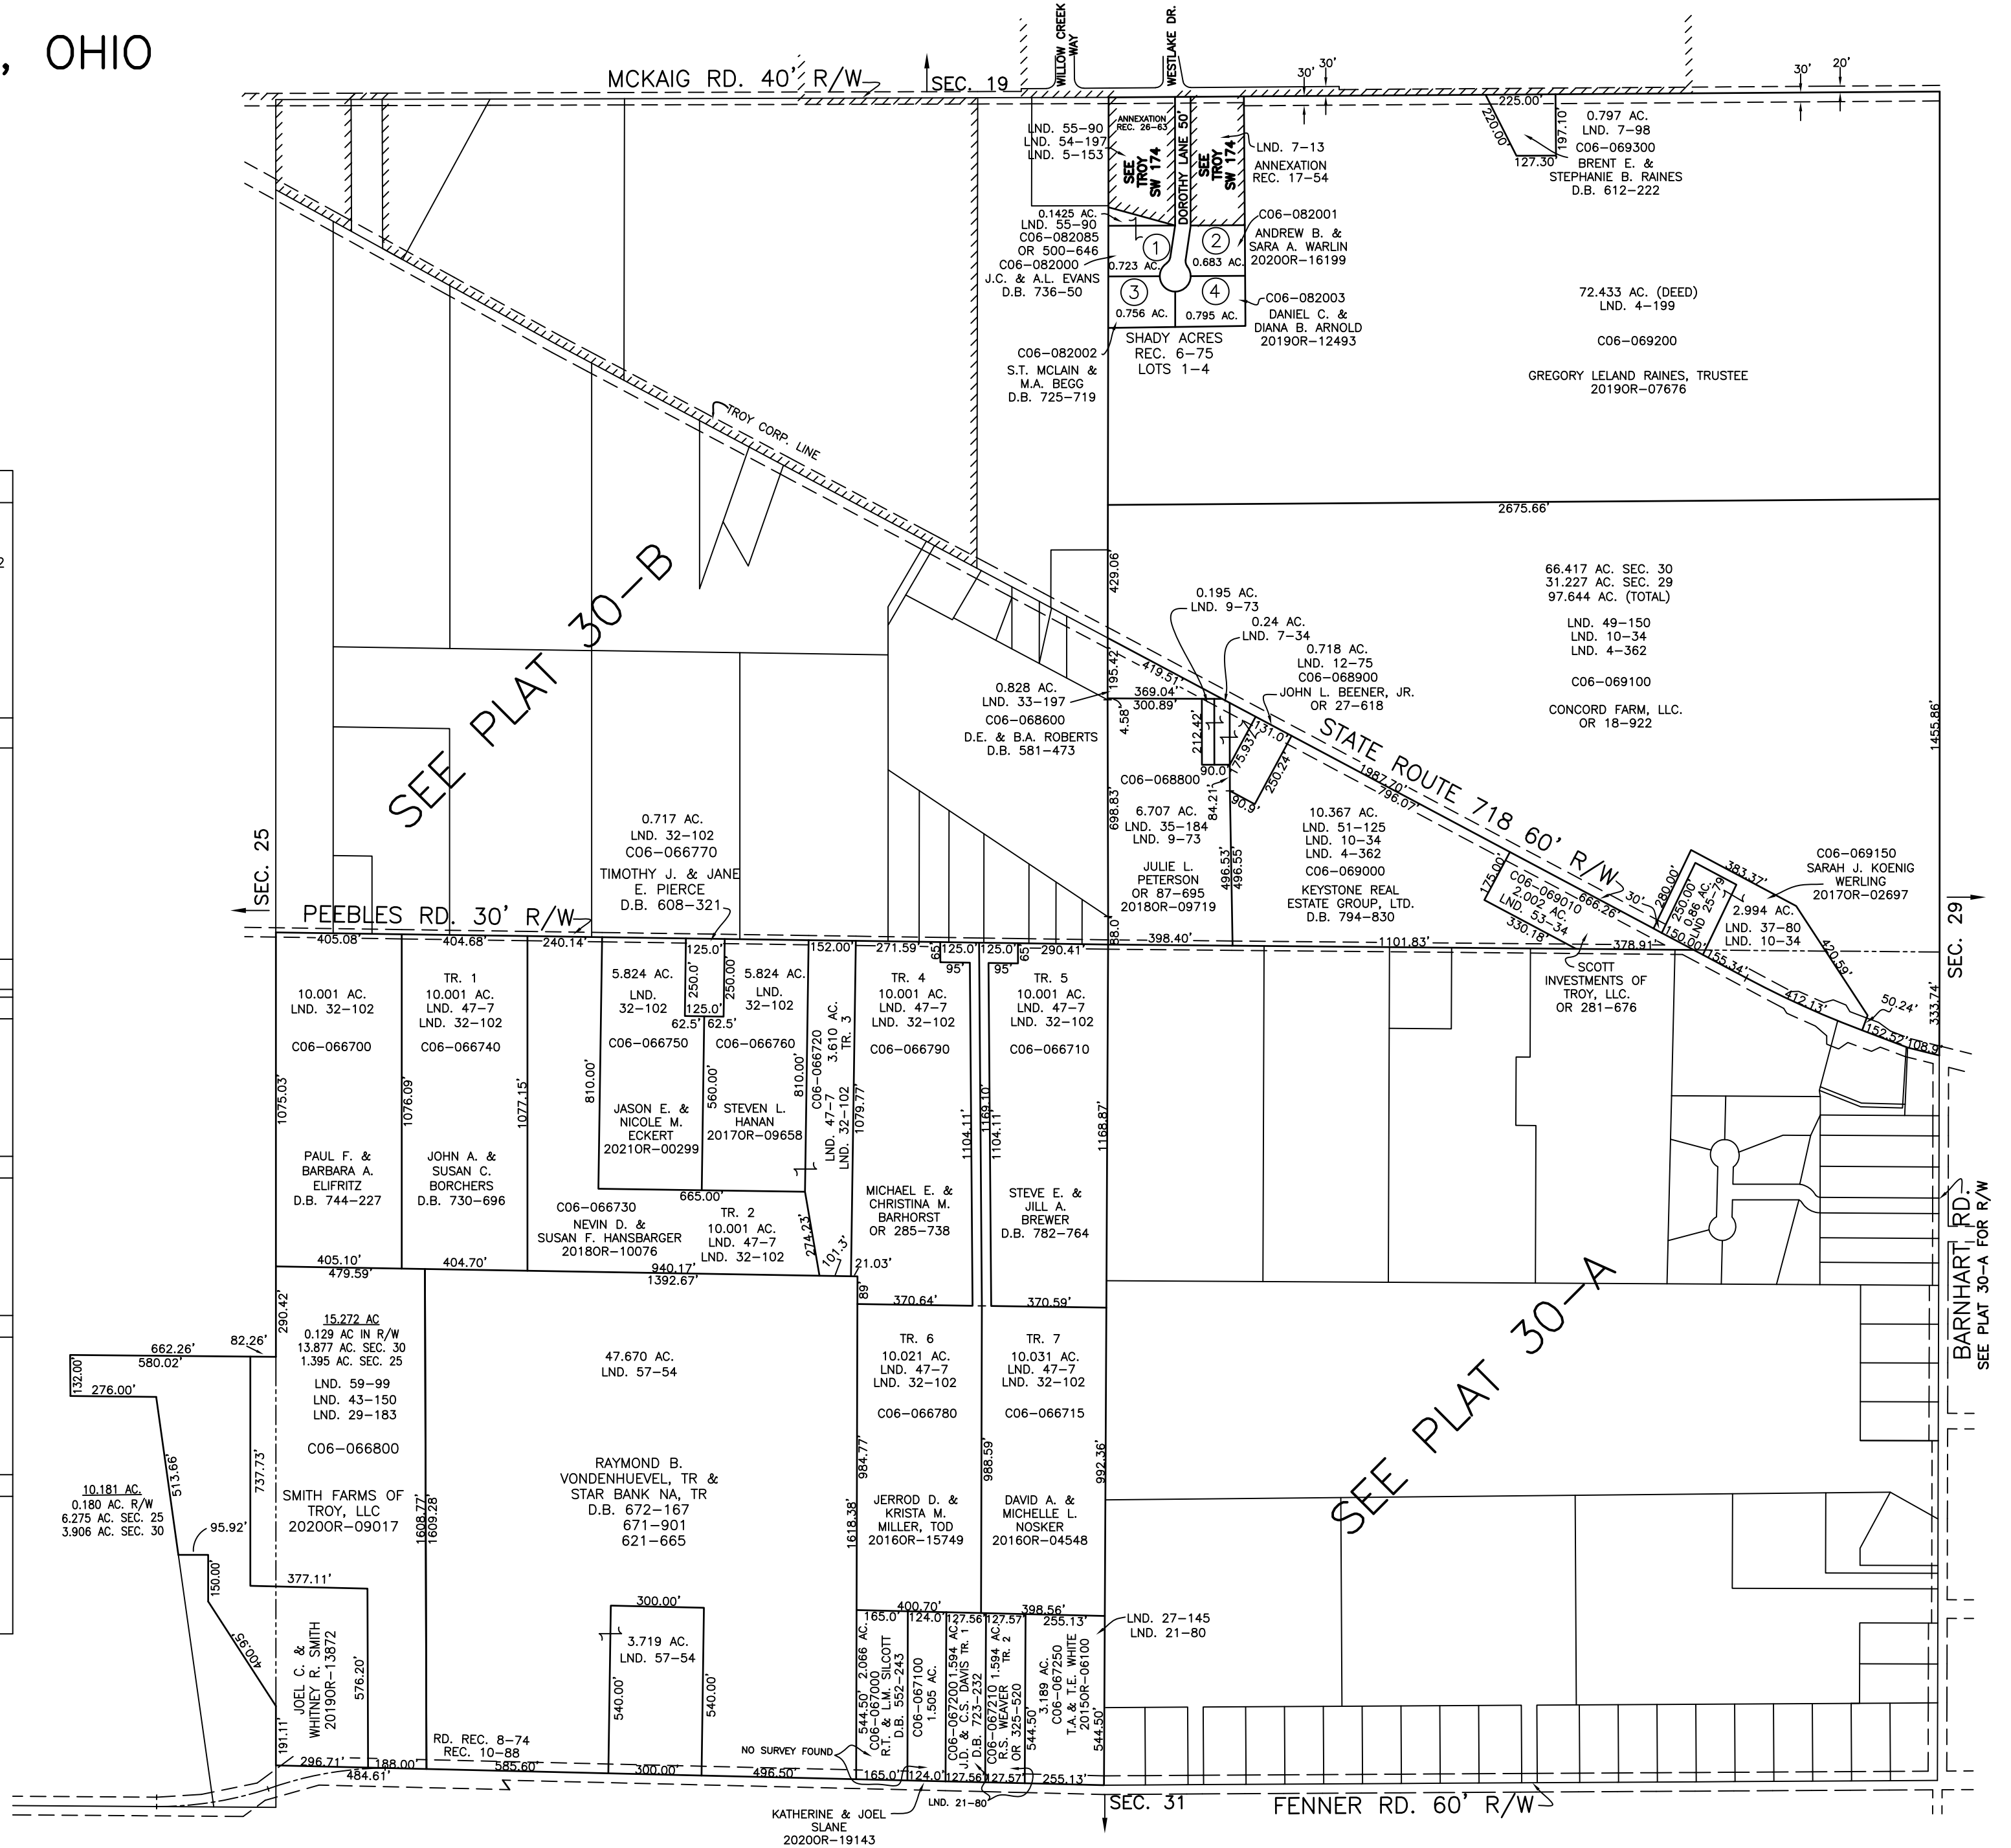 , OHIO
MCKAIG RD. 40' R/W
SEC. 19
WILLOW CREEK
WAY
WESTLAKE DR.
30'
30'
30'
20'
LND. 55-90
LND. 54-197
LND. 5-153
ANNEXATION
REC. 26-63
SEE
TROY
SW 174
DOROTHY LANE 50'
SEE
TROY
SW 174
LND. 7-13
ANNEXATION
REC. 17-54
225.00'
220.00'
197.10'
127.30'
0.797 AC.
LND. 7-98
C06-069300
BRENT E. &
STEPHANIE B. RAINES
D.B. 612-222
0.1425 AC.
LND. 55-90
C06-082085
OR 500-646
C06-082000
J.C. & A.L. EVANS
D.B. 736-50
1
0.723 AC.
2
0.683 AC.
3
0.756 AC.
4
0.795 AC.
C06-082001
ANDREW B. &
SARA A. WARLIN
2020OR-16199
C06-082003
DANIEL C. &
DIANA B. ARNOLD
2019OR-12493
C06-082002
S.T. MCLAIN &
M.A. BEGG
D.B. 725-719
SHADY ACRES
REC. 6-75
LOTS 1-4
72.433 AC. (DEED)
LND. 4-199
C06-069200
GREGORY LELAND RAINES, TRUSTEE
2019OR-07676
TROY CORP. LINE
2675.66'
SEE PLAT 30-B
429.06'
195.42'
66.417 AC. SEC. 30
31.227 AC. SEC. 29
97.644 AC. (TOTAL)
LND. 49-150
LND. 10-34
LND. 4-362
C06-069100
CONCORD FARM, LLC.
OR 18-922
1455.86'
0.195 AC.
LND. 9-73
0.24 AC.
LND. 7-34
0.718 AC.
LND. 12-75
C06-068900
JOHN L. BEENER, JR.
OR 27-618
0.828 AC.
LND. 33-197
C06-068600
D.E. & B.A. ROBERTS
D.B. 581-473
419.51'
369.04'
300.89'
4.58'
212.42'
90.0'
175.93'
131.0'
250.24'
90.9'
84.21'
STATE ROUTE 718 60' R/W
1987.70'
796.07'
C06-068800
6.707 AC.
LND. 35-184
LND. 9-73
JULIE L.
PETERSON
OR 87-695
2018OR-09719
698.83'
88.0'
496.53'
496.55'
10.367 AC.
LND. 51-125
LND. 10-34
LND. 4-362
C06-069000
KEYSTONE REAL
ESTATE GROUP, LTD.
D.B. 794-830
175.00'
C06-069010
2.002 AC.
LND. 53-34
330.18'
666.26'
30'
280.00'
250.00'
0.86 AC.
LND 25-79
150.00'
383.37'
C06-069150
SARAH J. KOENIG
WERLING
2017OR-02697
2.994 AC.
LND. 37-80
LND. 10-34
420.59'
155.34'
412.13'
50.24'
152.52'
108.9'
333.74'
SEC. 29
378.91'
SCOTT
INVESTMENTS OF
TROY, LLC.
OR 281-676
398.40'
1101.83'
SEC. 25
0.717 AC.
LND. 32-102
C06-066770
TIMOTHY J. & JANE
E. PIERCE
D.B. 608-321
PEEBLES RD. 30' R/W
405.08'
404.68'
240.14'
125.0'
152.00'
271.59'
65'
125.0'
125.0'
65'
290.41'
95'
95'
10.001 AC.
LND. 32-102
C06-066700
1075.03'
PAUL F. &
BARBARA A.
ELIFRITZ
D.B. 744-227
TR. 1
10.001 AC.
LND. 47-7
LND. 32-102
C06-066740
1076.09'
JOHN A. &
SUSAN C.
BORCHERS
D.B. 730-696
1077.15'
5.824 AC.
LND.
32-102
C06-066750
810.00'
JASON E. &
NICOLE M.
ECKERT
2021OR-00299
250.0'
250.00'
125.0'
62.5'
62.5'
560.00'
5.824 AC.
LND.
32-102
C06-066760
810.00'
STEVEN L.
HANAN
2017OR-09658
665.00'
C06-066720
3.610 AC.
LND. 47-7
TR. 3
LND. 32-102
1079.77'
C06-066730
NEVIN D. &
SUSAN F. HANSBARGER
2018OR-10076
TR. 2
10.001 AC.
LND. 47-7
LND. 32-102
274.23'
101.3'
21.03'
TR. 4
10.001 AC.
LND. 47-7
LND. 32-102
C06-066790
MICHAEL E. &
CHRISTINA M.
BARHORST
OR 285-738
1104.11'
1169.10'
1104.11'
TR. 5
10.001 AC.
LND. 47-7
LND. 32-102
C06-066710
STEVE E. &
JILL A.
BREWER
D.B. 782-764
1168.87'
BARNHART RD.
SEE PLAT 30-A FOR R/W
SEE PLAT 30-A
405.10'
479.59'
404.70'
940.17'
1392.67'
89'
370.64'
370.59'
290.42'
15.272 AC
0.129 AC IN R/W
13.877 AC. SEC. 30
1.395 AC. SEC. 25
LND. 59-99
LND. 43-150
LND. 29-183
C06-066800
SMITH FARMS OF
TROY, LLC
2020OR-09017
662.26'
580.02'
82.26'
132.00'
276.00'
513.66'
737.73'
10.181 AC.
0.180 AC. R/W
6.275 AC. SEC. 25
3.906 AC. SEC. 30
95.92'
150.00'
400.95'
377.11'
1608.77'
1609.28'
47.670 AC.
LND. 57-54
RAYMOND B.
VONDENHUEVEL, TR &
STAR BANK NA, TR
D.B. 672-167
671-901
621-665
1618.38'
984.77'
TR. 6
10.021 AC.
LND. 47-7
LND. 32-102
C06-066780
JERROD D. &
KRISTA M.
MILLER, TOD
2016OR-15749
988.59'
TR. 7
10.031 AC.
LND. 47-7
LND. 32-102
C06-066715
DAVID A. &
MICHELLE L.
NOSKER
2016OR-04548
992.36'
JOEL C. &
WHITNEY R. SMITH
2019OR-13872
576.20'
191.11'
296.71'
188.00'
484.61'
RD. REC. 8-74
REC. 10-88
585.60'
300.00'
3.719 AC.
LND. 57-54
540.00'
540.00'
300.00'
496.50'
NO SURVEY FOUND
400.70'
398.56'
165.0'
124.0'
127.56'
127.57'
255.13'
544.50' 2.066 AC.
C06-067000
R.T. & L.M. SILCOTT
D.B. 552-243
C06-067100
1.505 AC.
C06-067200 1.594 AC.
J.D. & C.S. DAVIS TR. 1
D.B. 723-232
C06-067210 1.594 AC.
R.S. WEAVER TR. 2
OR 325-520
544.50'
3.189 AC.
C06-067250
T.A. & T.E. WHITE
2015OR-06100
544.50'
LND. 27-145
LND. 21-80
165.0'
124.0'
127.56'
127.57'
255.13'
LND. 21-80
KATHERINE & JOEL
SLANE
2020OR-19143
SEC. 31
FENNER RD. 60' R/W